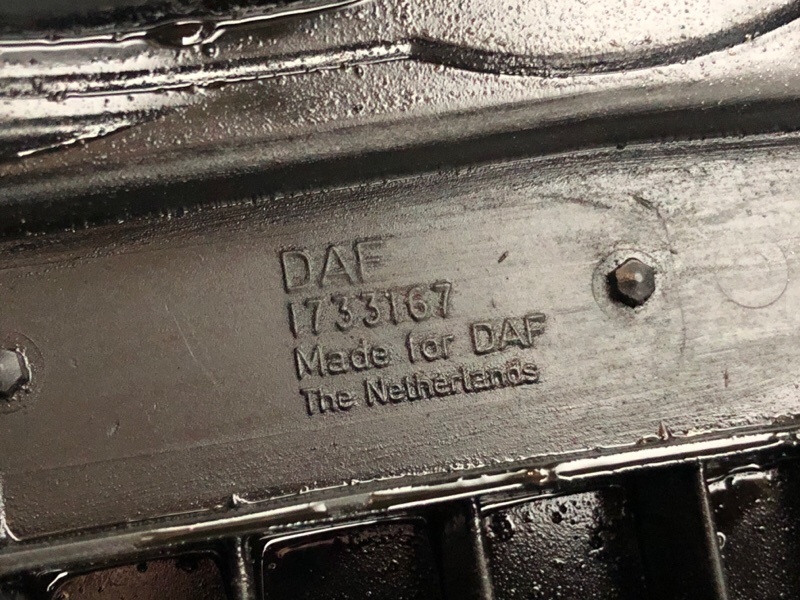 DAF
1733167
Made for DAF
The Netherlands